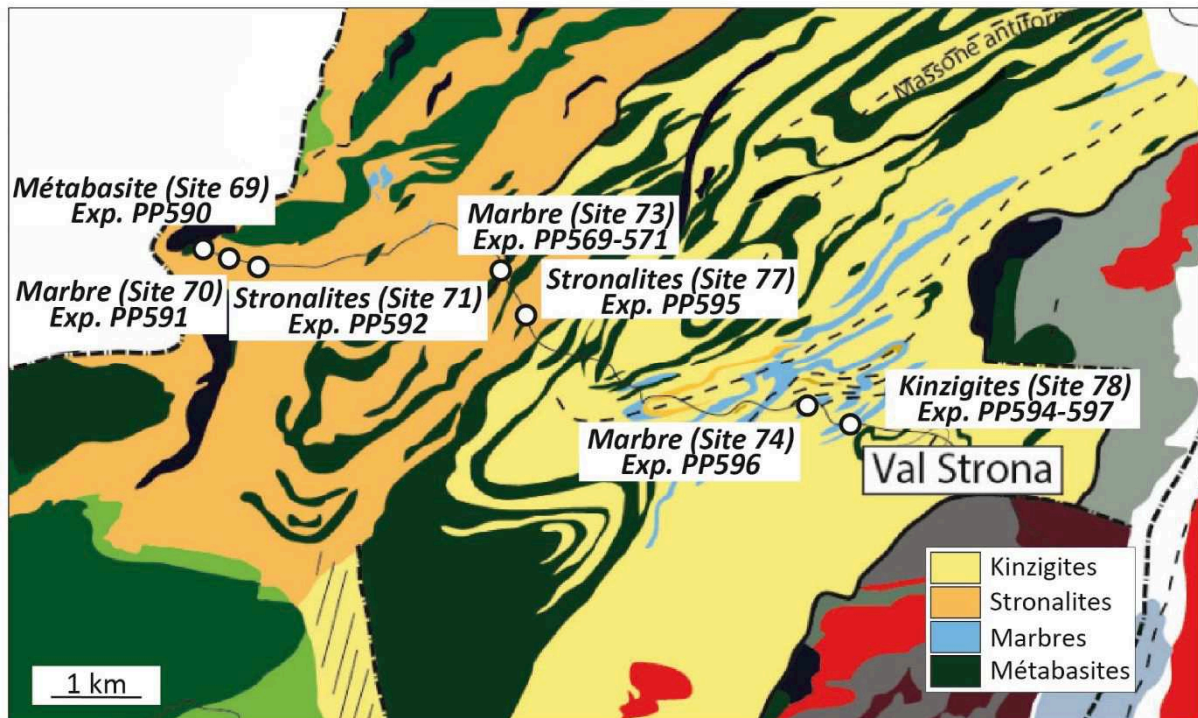 Massone antiform
Métabasite (Site 69)
Exp. PP590
Marbre (Site 73)
Exp. PP569-571
Marbre (Site 70)
Exp. PP591
Stronalites (Site 71)
Exp. PP592
Stronalites (Site 77)
Exp. PP595
Marbre (Site 74)
Exp. PP596
Kinzigites (Site 78)
Exp. PP594-597
Val Strona
Kinzigites
Stronalites
Marbres
Métabasites
1 km